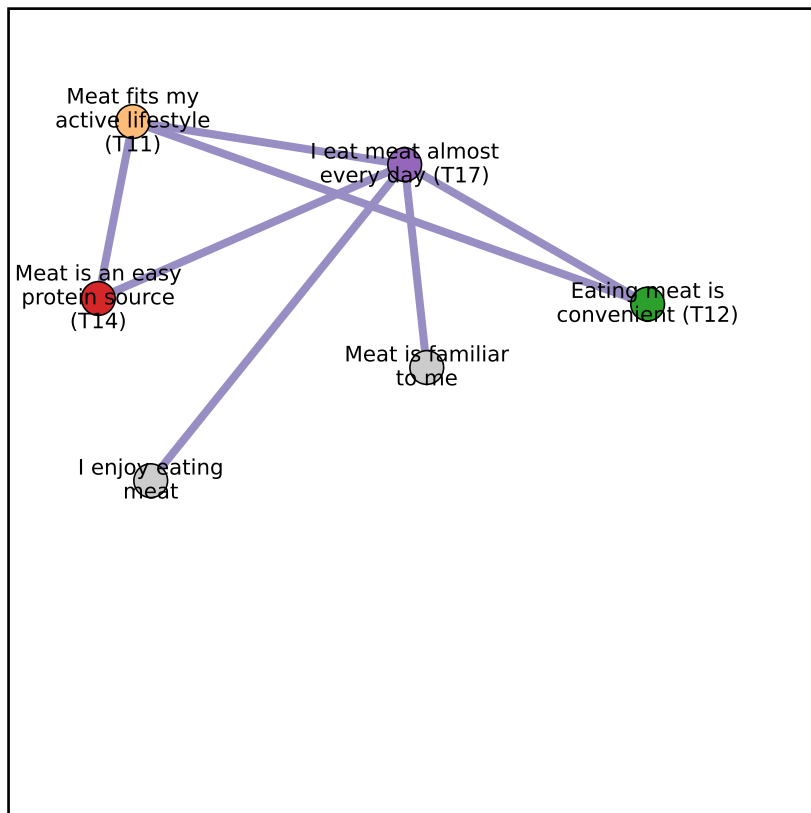 Meat fits my
active lifestyle
(T11)
I eat meat almost
every day (T17)
Meat is an easy
protein source
(T14)
Eating meat is
convenient (T12)
Meat is familiar
to me
I enjoy eating
meat